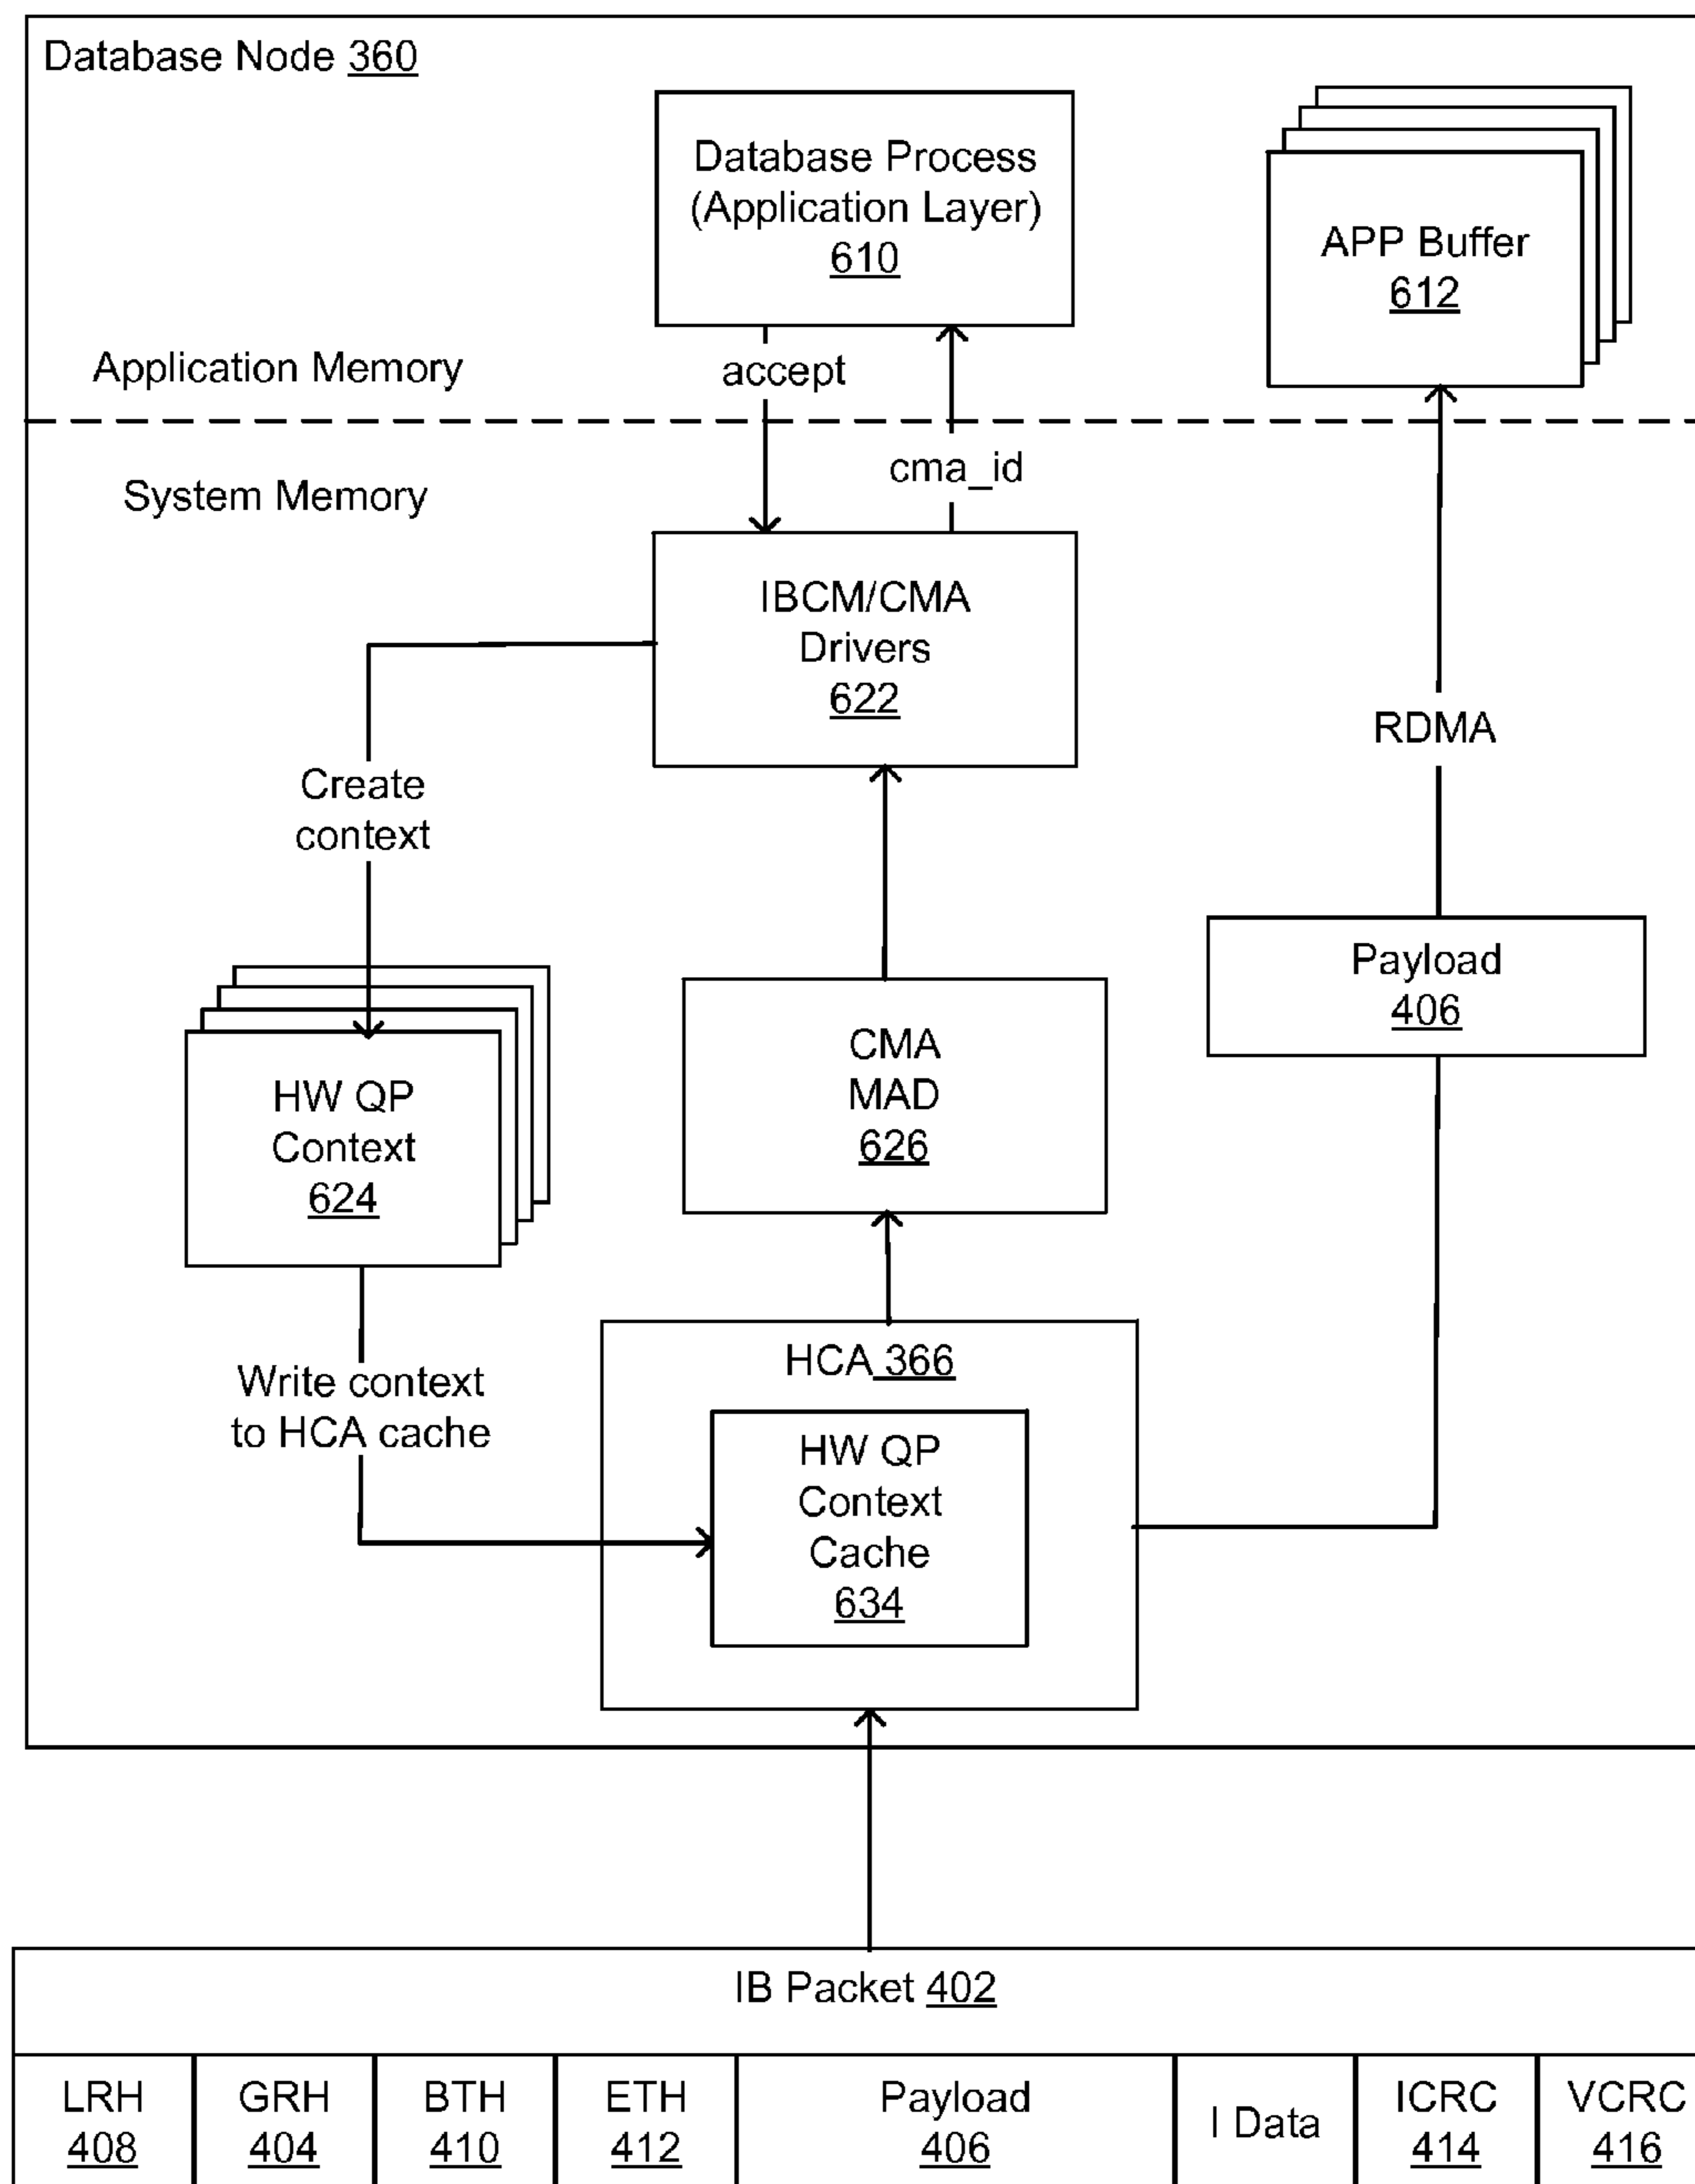 Database Node 360
Database Process
(Application Layer)
610
APP Buffer
612
Application Memory
accept
cma_id
System Memory
IBCM/CMA
Drivers
622
RDMA
Create
context
Payload
406
CMA
MAD
626
HW QP
Context
624
HCA 366
Write context
to HCA cache
HW QP
Context
Cache
634
IB Packet 402
LRH
408
GRH
404
BTH
410
ETH
412
Payload
406
I Data
ICRC
414
VCRC
416